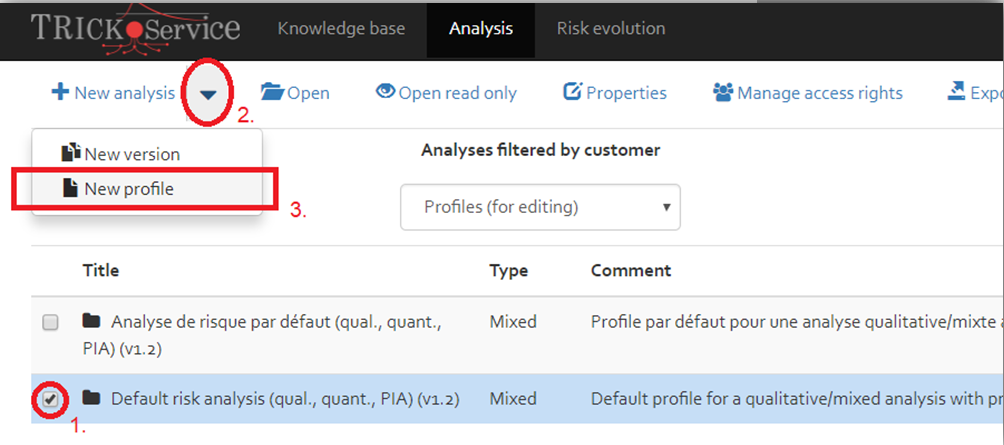 TRICK Service Knowledge base Analysis Risk evolution
New analysis 2. Open Open read only Properties Manage access rights Expo
New version Analyses filtered by customer
New profile 3. Profiles (for editing)
Title Type Comment
Analyse de risque par défaut (qual., quant., Mixed Profile par défaut pour une analyse qualitative/mixte a
PIA) (v1.2)
Default risk analysis (qual., quant., PIA) (v1.2) Mixed Default profile for a qualitative/mixed analysis with pr
1.